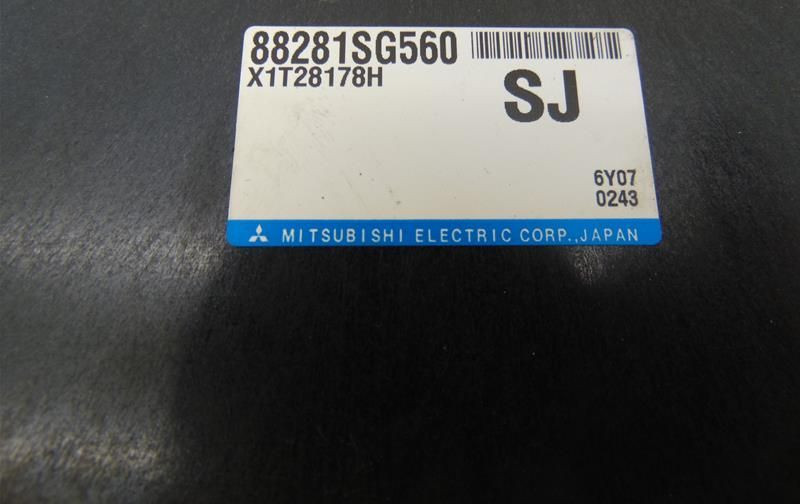 88281SG560
X1T28178H
SJ
6Y07
0243
MITSUBISHI ELECTRIC CORP.,JAPAN